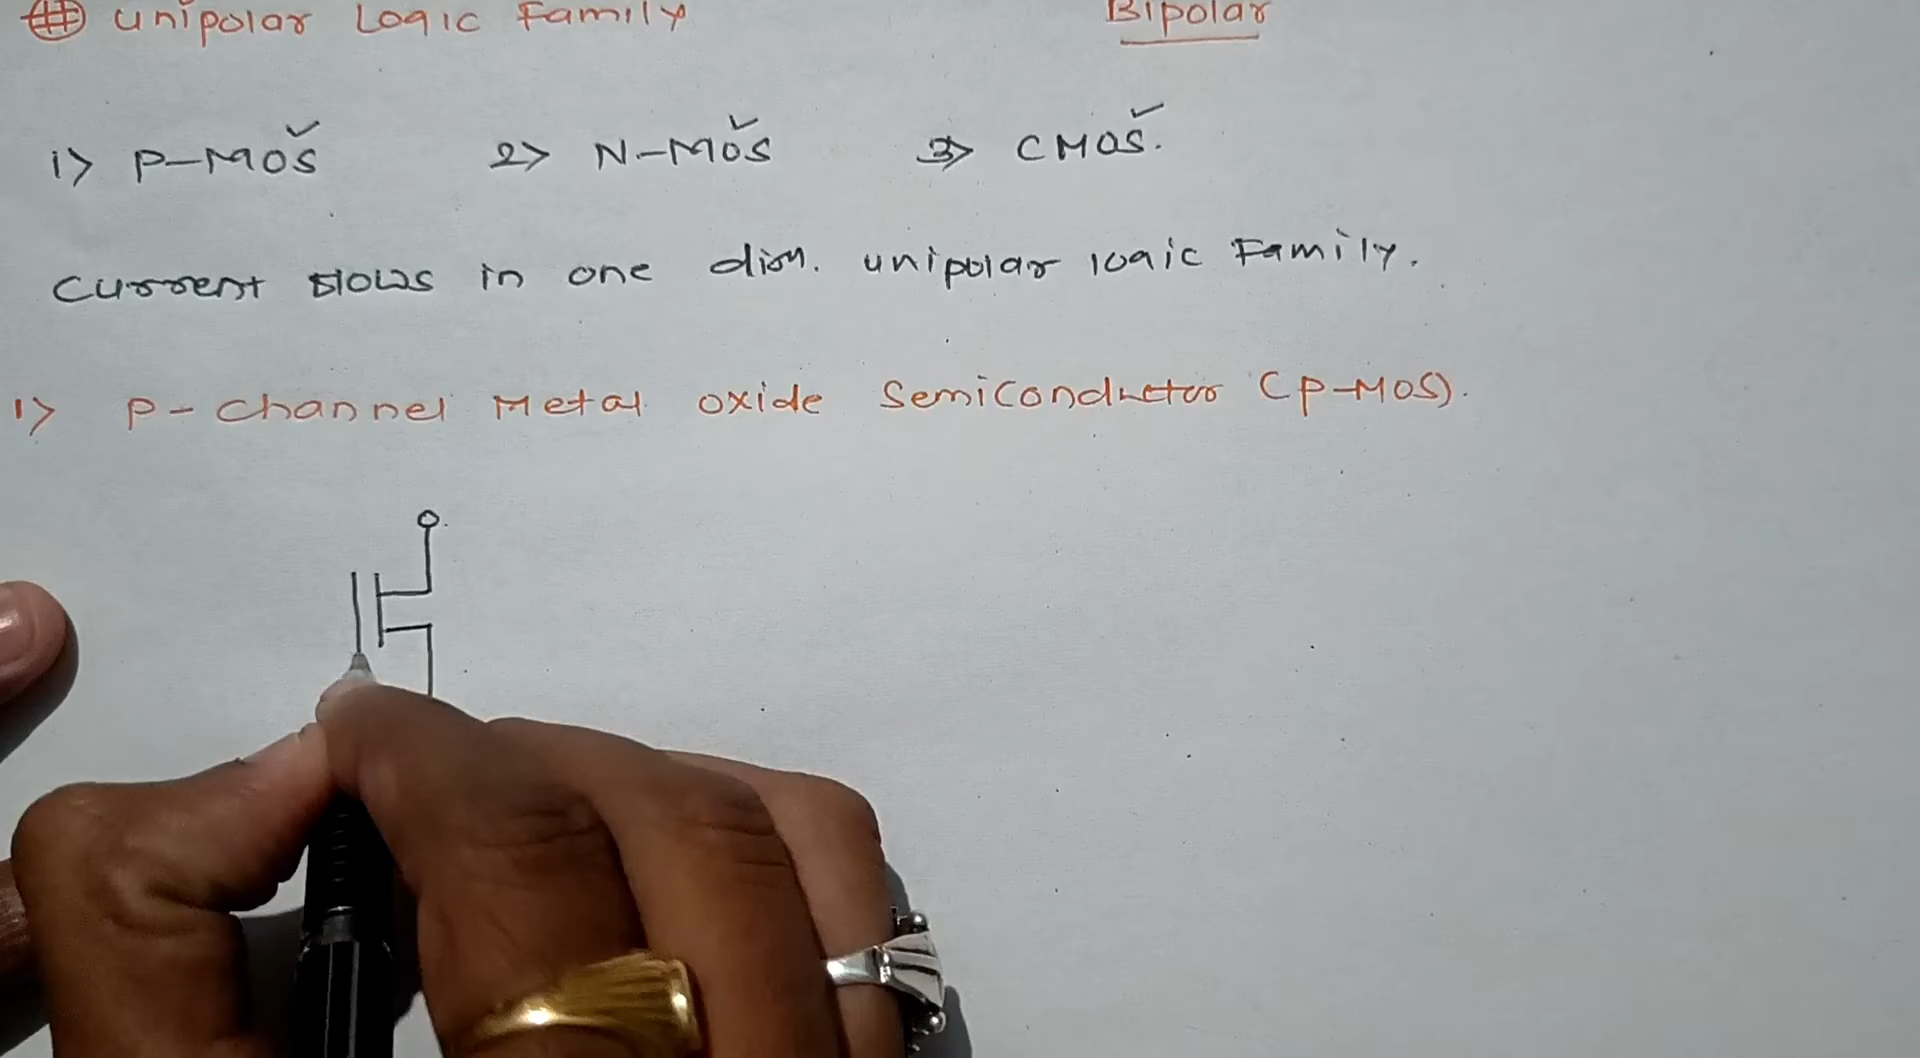 # unipolar Logic Family Bipolar
1> P-MOS 2> N-MOS 3> CMOS.
Current flows in one dirn. unipolar logic Family.
1> P-channel Metal oxide Semiconductor (P-MOS).